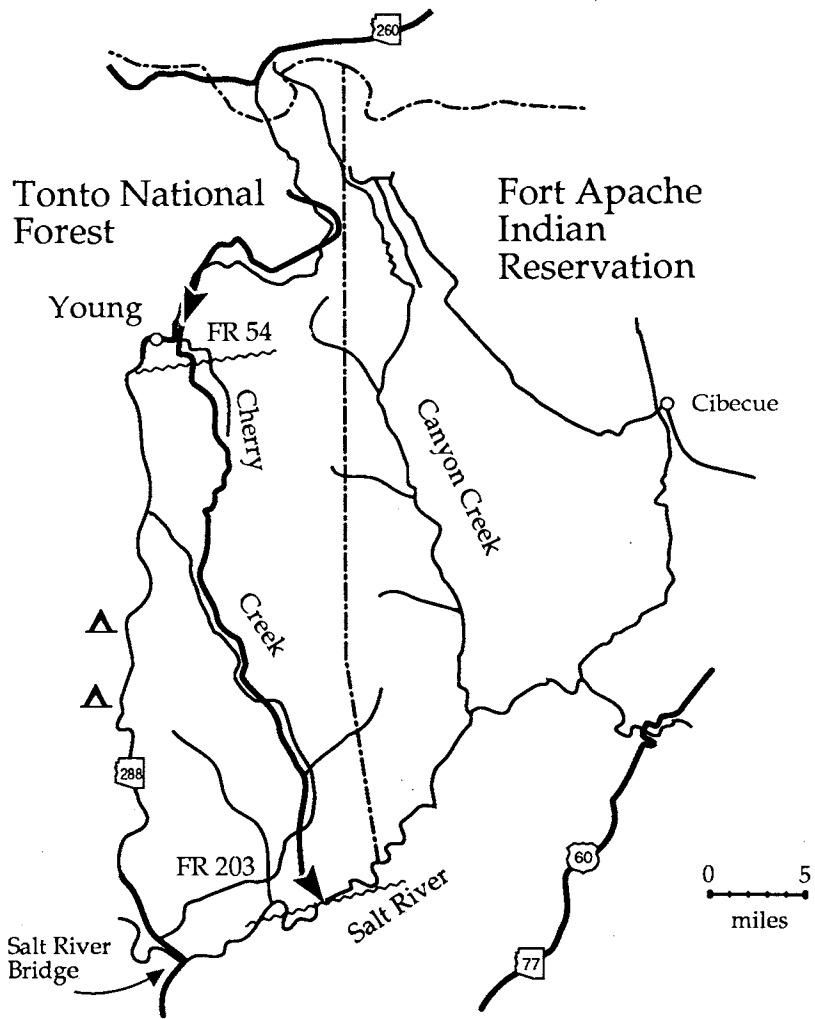 260
Tonto National
Forest
Fort Apache
Indian
Reservation
Young
FR 54
Cherry
Creek
Canyon Creek
Cibecue
288
FR 203
Salt River
60
77
0 5
miles
Salt River
Bridge